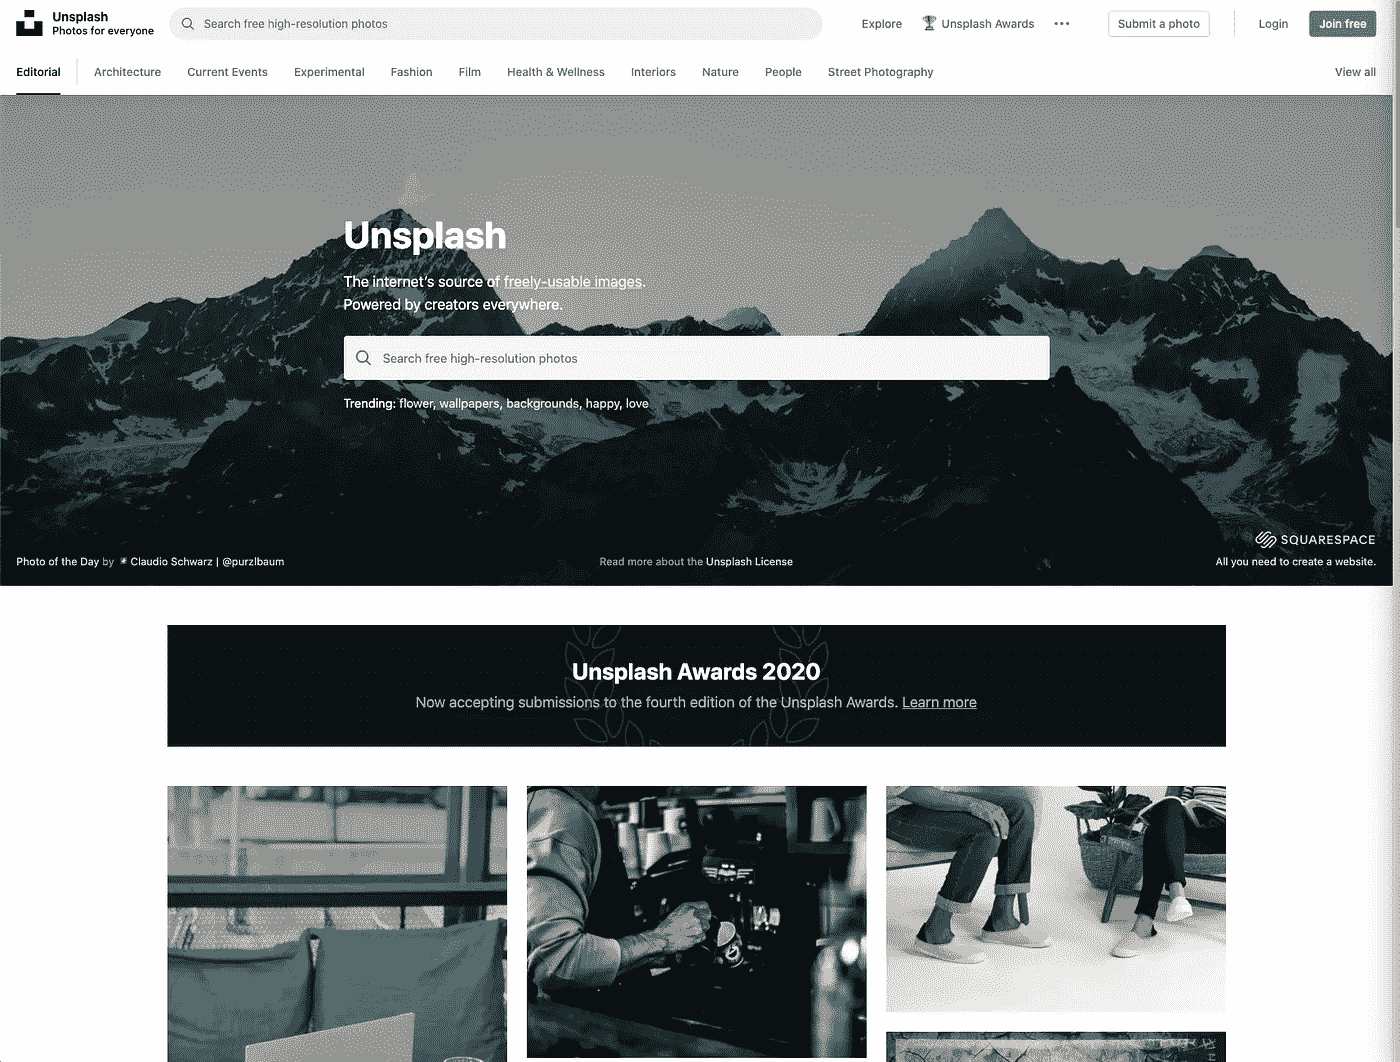 Unsplash
Photos for everyone
Search free high-resolution photos
Explore
Unsplash Awards
Submit a photo
Login
Join free
Editorial
Architecture
Current Events
Experimental
Fashion
Film
Health & Wellness
Interiors
Nature
People
Street Photography
View all
Unsplash
The internet's source of freely-usable images.
Powered by creators everywhere.
Search free high-resolution photos
Trending: flower, wallpapers, backgrounds, happy, love
SQUARESPACE
Photo of the Day by Claudio Schwarz | @purzlbaum
Read more about the Unsplash License
All you need to create a website.
Unsplash Awards 2020
Now accepting submissions to the fourth edition of the Unsplash Awards. Learn more